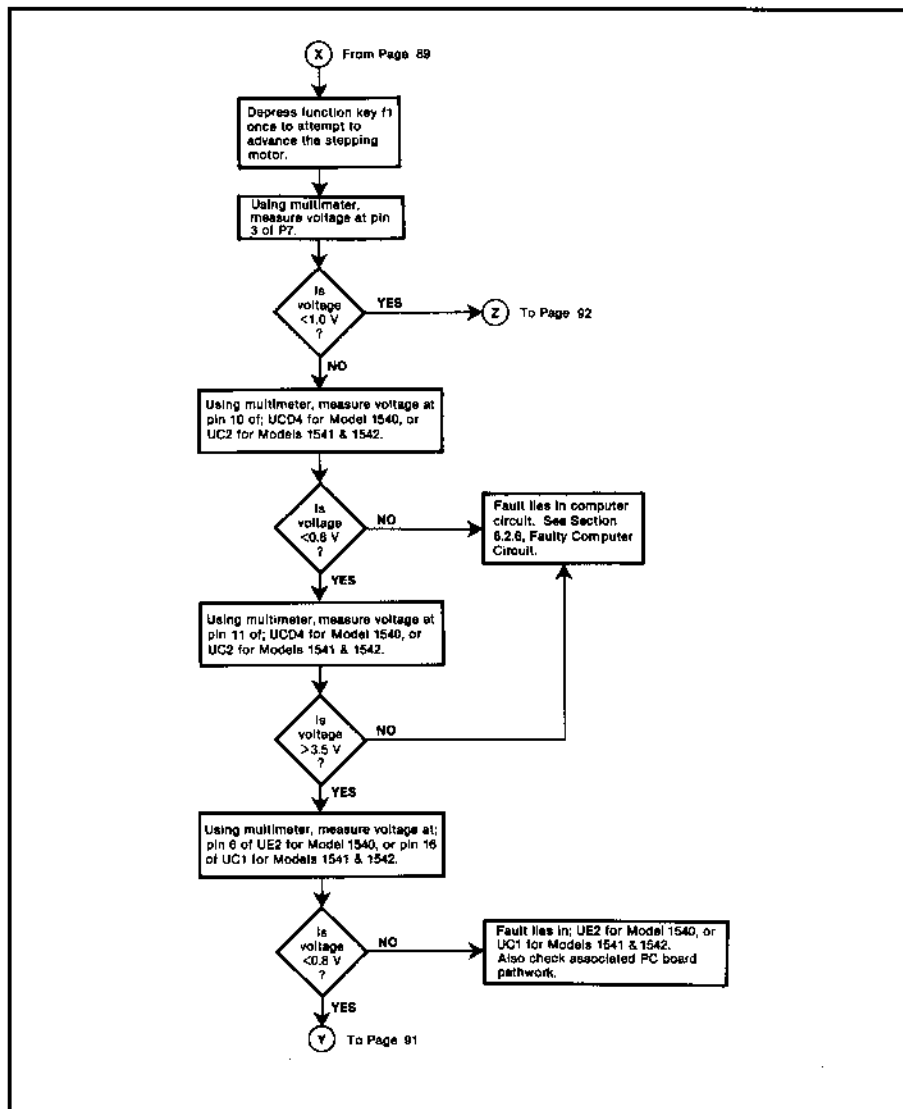 X From Page 89
Depress function key f1
once to attempt to
advance the stepping
motor.
Using multimeter,
measure voltage at pin
3 of P7.
Is
voltage
<1.0 V
?
YES
Z To Page 92
NO
Using multimeter, measure voltage at
pin 10 of; UCD4 for Model 1540, or
UC2 for Models 1541 & 1542.
Is
voltage
<0.8 V
?
NO
Fault lies in computer
circuit. See Section
6.2.6, Faulty Computer
Circuit.
YES
Using multimeter, measure voltage at
pin 11 of; UCD4 for Model 1540, or
UC2 for Models 1541 & 1542.
Is
voltage
>3.5 V
?
NO
YES
Using multimeter, measure voltage at;
pin 6 of UE2 for Model 1540, or pin 16
of UC1 for Models 1541 & 1542.
Is
voltage
<0.8 V
?
NO
Fault lies in; UE2 for Model 1540, or
UC1 for Models 1541 & 1542.
Also check associated PC board
pathwork.
YES
Y To Page 91